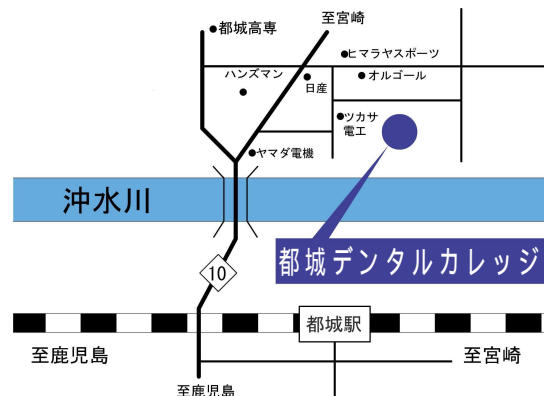 至宮崎
都城高専
ヒマラヤスポーツ
ハンズマン
日産
オルゴール
ツカサ
電工
ヤマダ電機
沖水川
都城デンタルカレッジ
10
都城駅
至鹿児島
至宮崎
至鹿児島